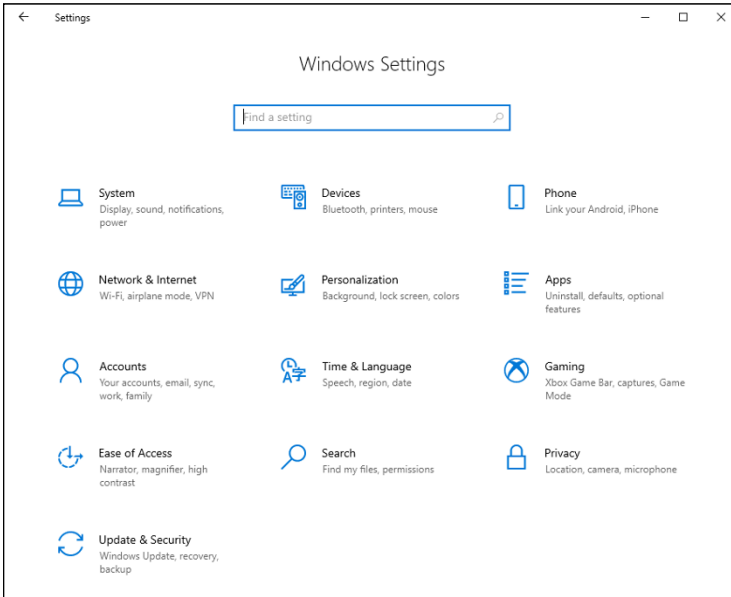 Settings
Windows Settings
Find a setting
System
Display, sound, notifications,
power
Devices
Bluetooth, printers, mouse
Phone
Link your Android, iPhone
Network & Internet
Wi-Fi, airplane mode, VPN
Personalization
Background, lock screen, colors
Apps
Uninstall, defaults, optional
features
Accounts
Your accounts, email, sync,
work, family
Time & Language
Speech, region, date
Gaming
Xbox Game Bar, captures, Game
Mode
Ease of Access
Narrator, magnifier, high
contrast
Search
Find my files, permissions
Privacy
Location, camera, microphone
Update & Security
Windows Update, recovery,
backup